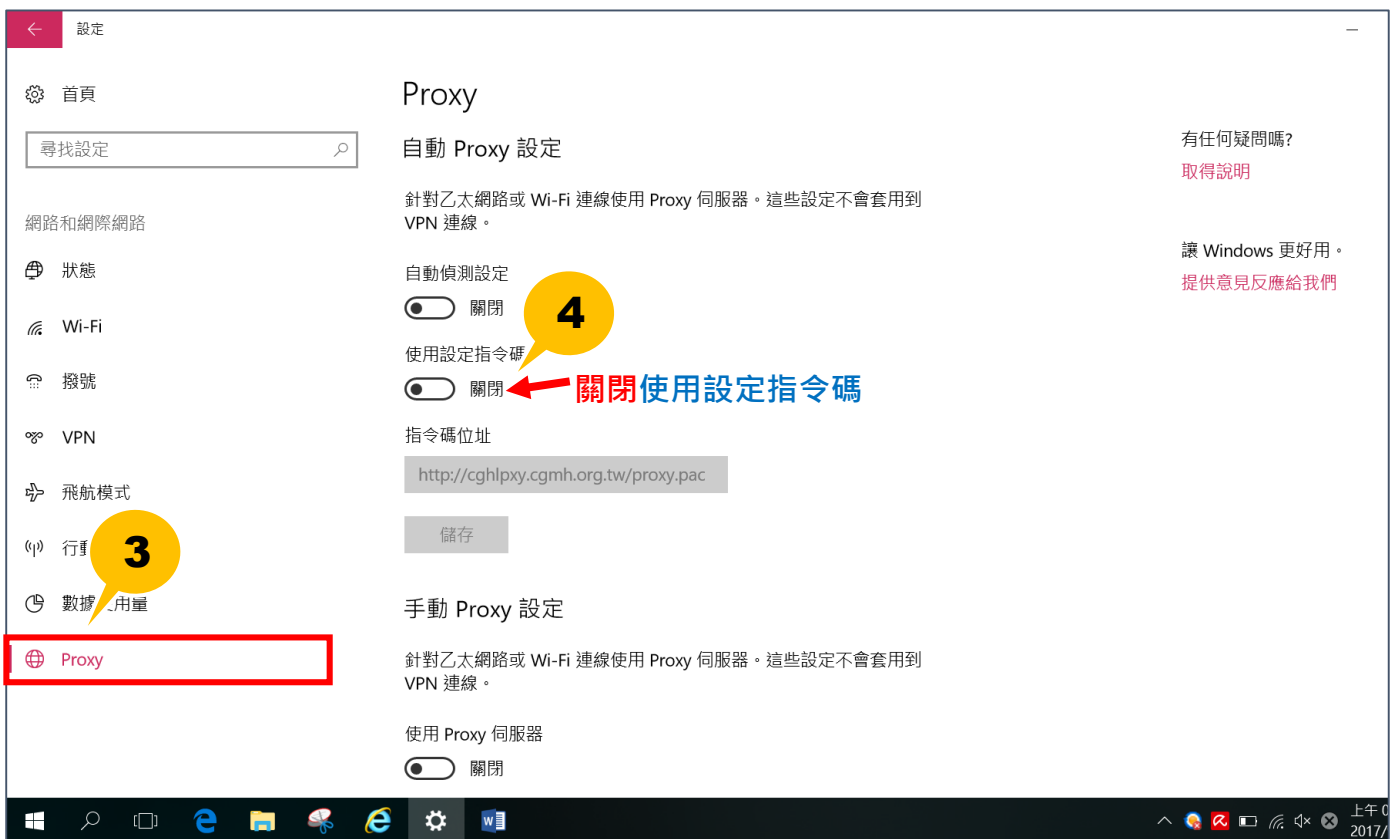 設定
首頁
尋找設定
網路和網際網路
狀態
Wi-Fi
撥號
VPN
飛航模式
行動
3
數據 用量
Proxy
Proxy
自動 Proxy 設定
針對乙太網路或 Wi-Fi 連線使用 Proxy 伺服器。這些設定不會套用到
VPN 連線。
自動偵測設定
關閉
4
使用設定指令碼
關閉
關閉使用設定指令碼
指令碼位址
http://cghlpxy.cgmh.org.tw/proxy.pac
儲存
手動 Proxy 設定
針對乙太網路或 Wi-Fi 連線使用 Proxy 伺服器。這些設定不會套用到
VPN 連線。
使用 Proxy 伺服器
關閉
有任何疑問嗎?
取得說明
讓 Windows 更好用。
提供意見反應給我們
上午 0
2017/